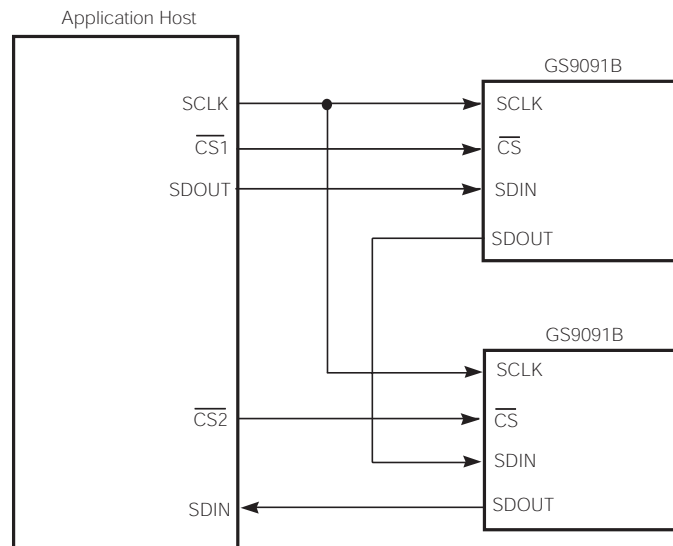 Application Host
SCLK
CS1
SDOUT
CS2
SDIN
GS9091B
SCLK
CS
SDIN
SDOUT
GS9091B
SCLK
CS
SDIN
SDOUT